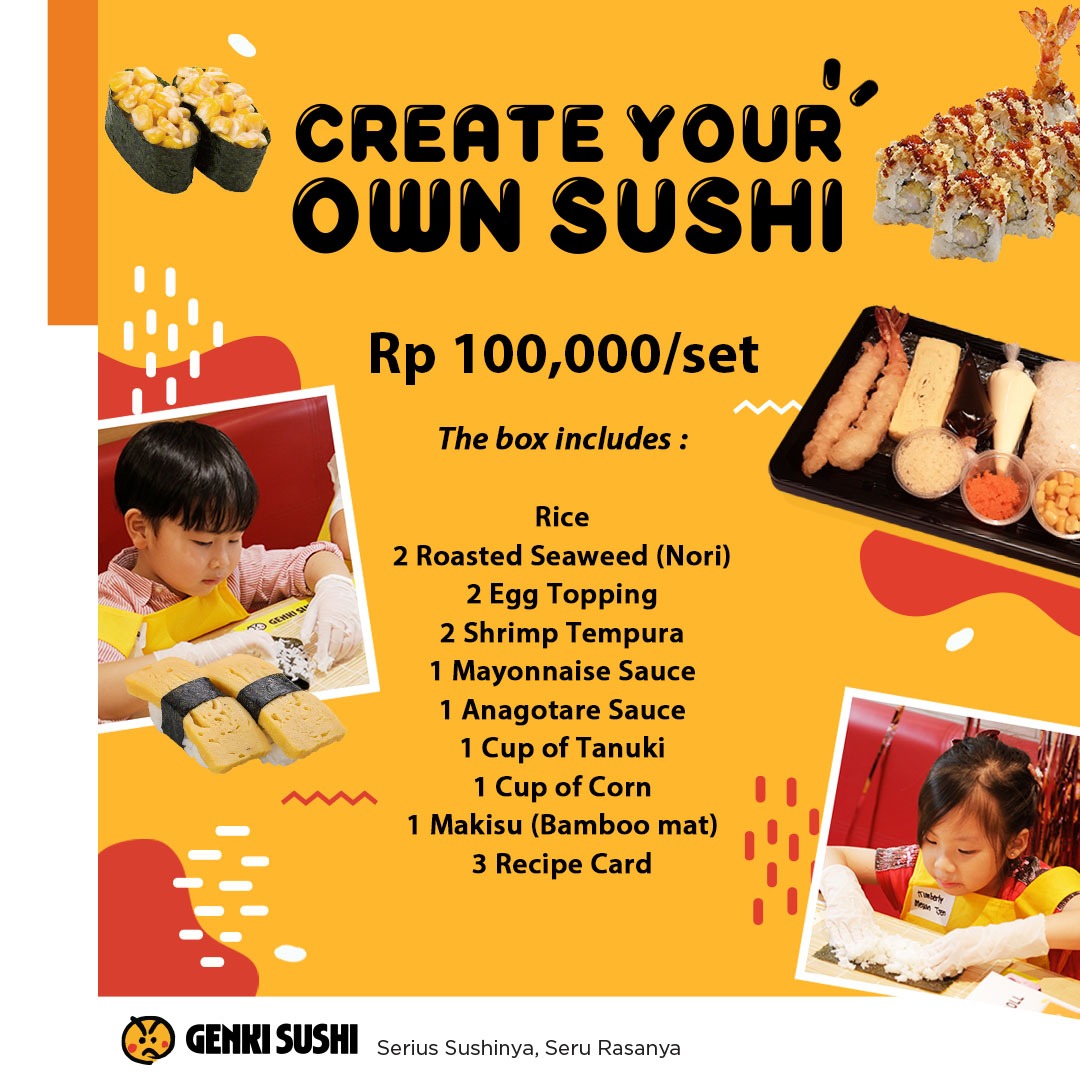 CREATE YOUR
OWN SUSHI
Rp 100,000/set
The box includes :
Rice
2 Roasted Seaweed (Nori)
2 Egg Topping
2 Shrimp Tempura
1 Mayonnaise Sauce
1 Anagotare Sauce
1 Cup of Tanuki
1 Cup of Corn
1 Makisu (Bamboo mat)
3 Recipe Card
GENKI SUSHI
Serius Sushinya, Seru Rasanya